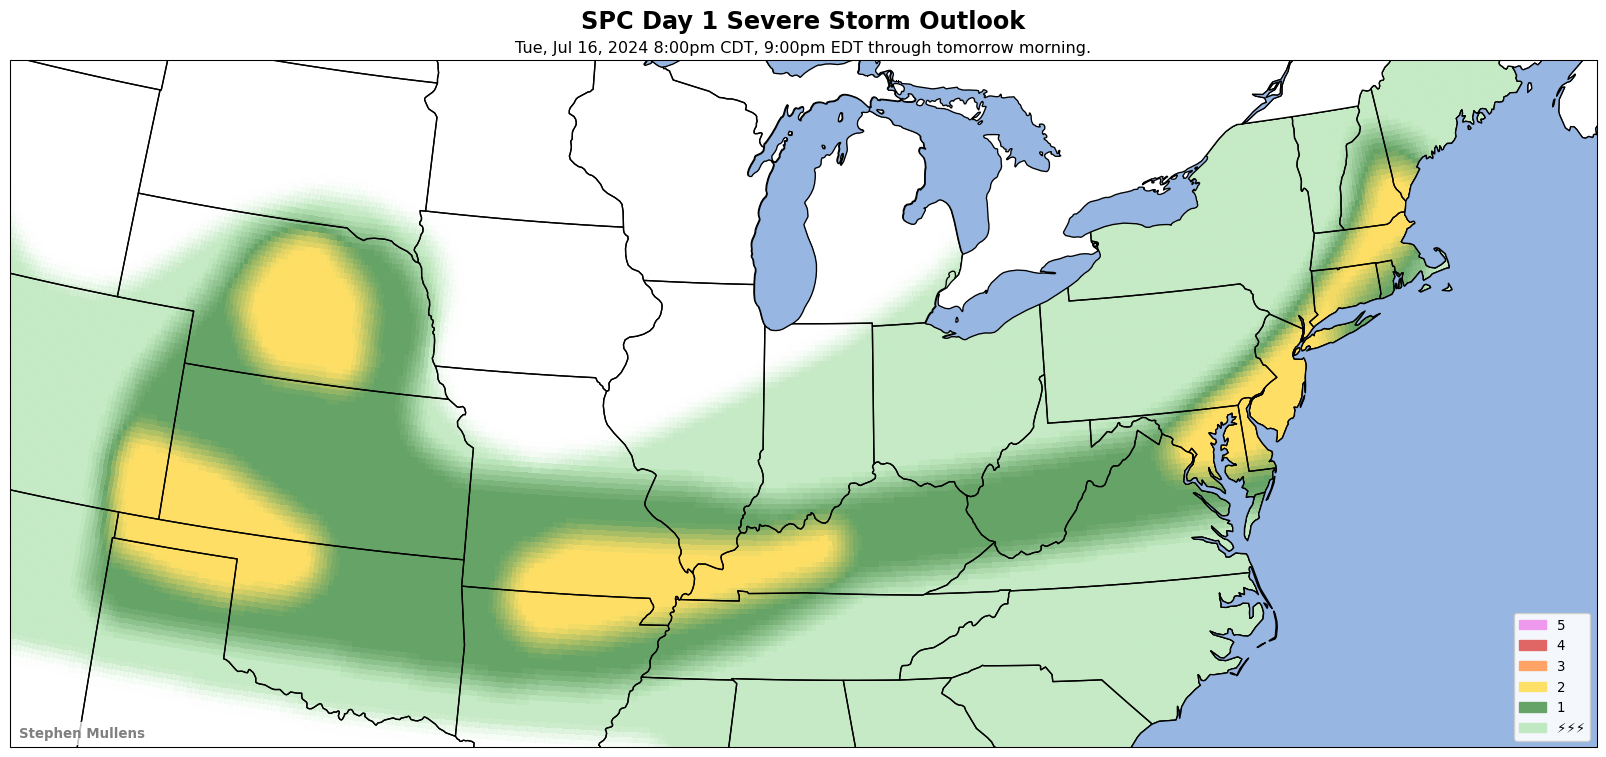 SPC Day 1 Severe Storm Outlook
Tue, Jul 16, 2024 8:00pm CDT, 9:00pm EDT through tomorrow morning.
5
4
3
2
1
⚡⚡⚡
Stephen Mullens